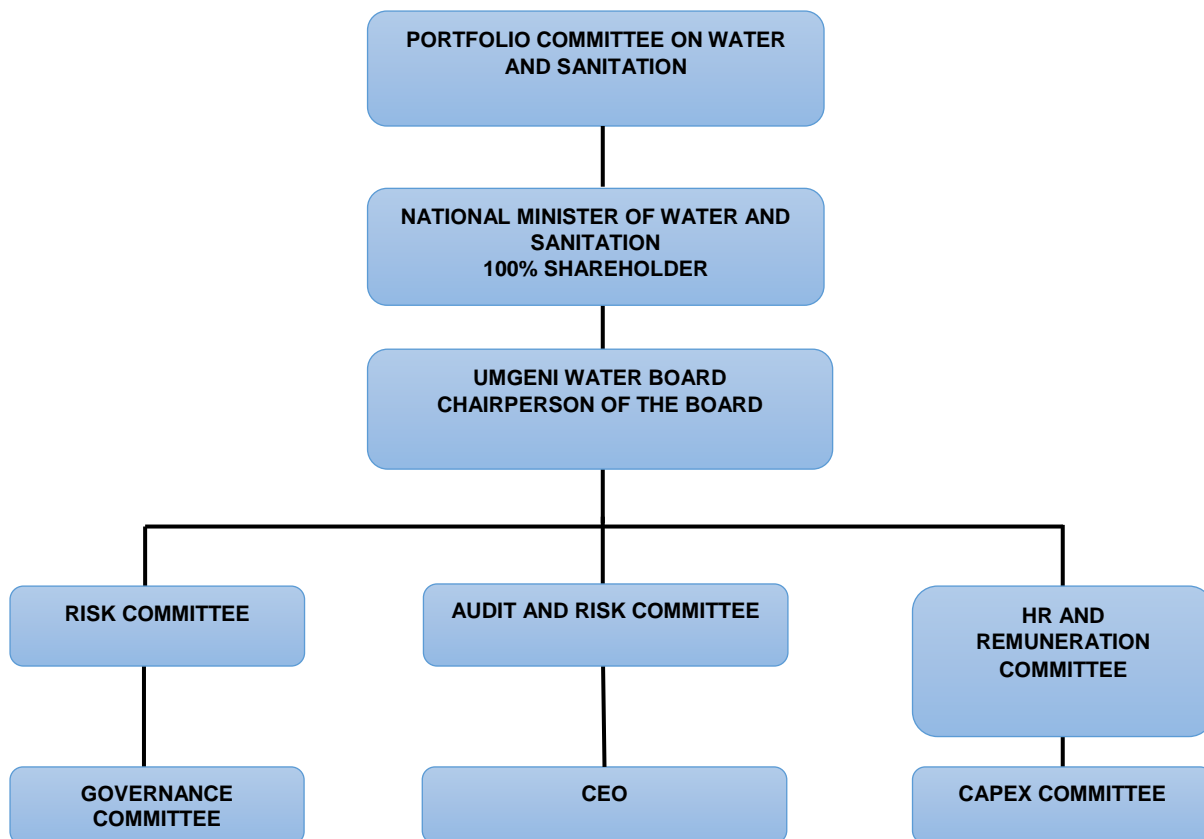 PORTFOLIO COMMITTEE ON WATER
AND SANITATION
NATIONAL MINISTER OF WATER AND
SANITATION
100% SHAREHOLDER
UMGENI WATER BOARD
CHAIRPERSON OF THE BOARD
RISK COMMITTEE
AUDIT AND RISK COMMITTEE
HR AND
REMUNERATION
COMMITTEE
GOVERNANCE
COMMITTEE
CEO
CAPEX COMMITTEE